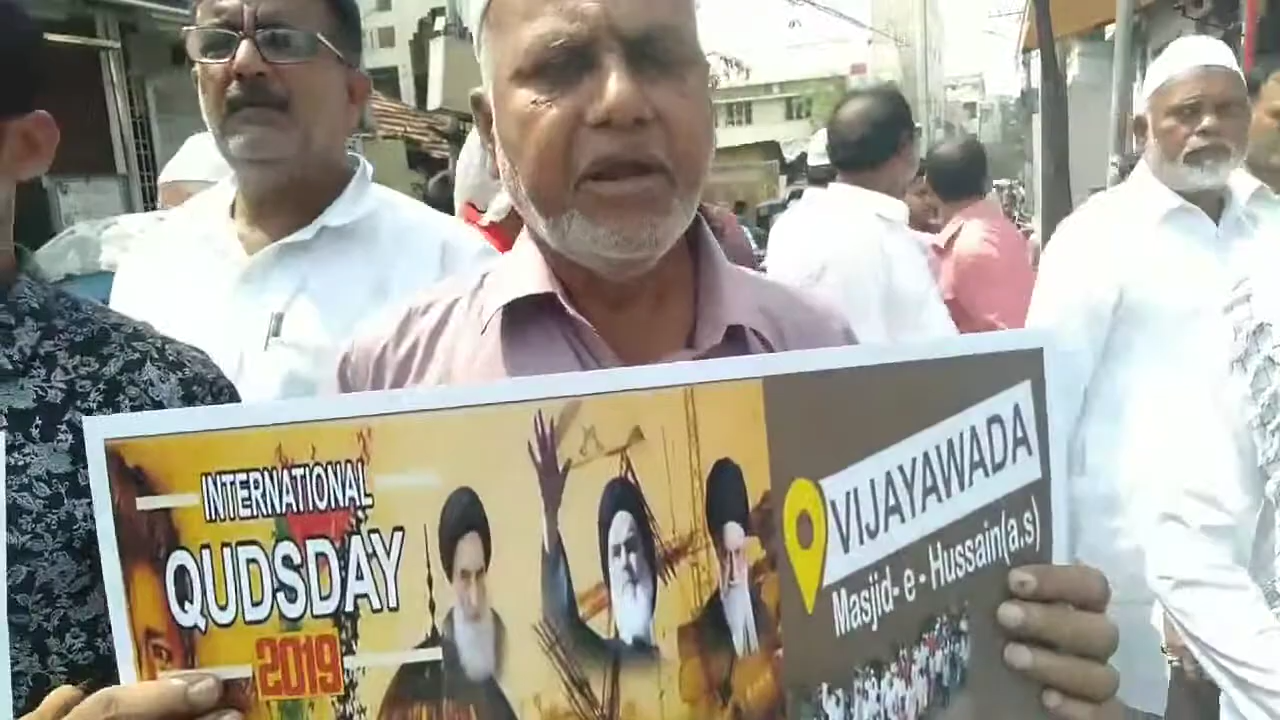 INTERNATIONAL
QUDSDAY
2019
VIJAYAWADA
Masjid-e-Hussain(a.s)